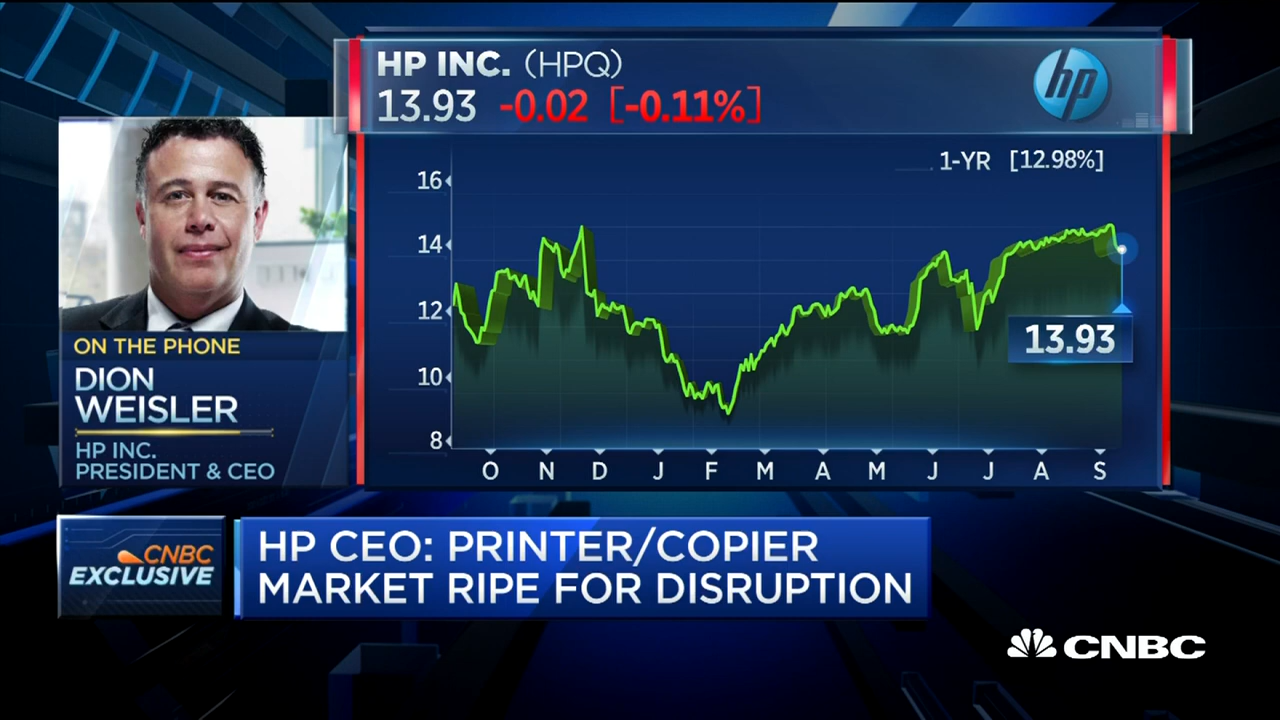 HP INC. (HPQ)
13.93 -0.02 [-0.11%]
hp
1-YR [12.98%]
16
14
12
10
8
13.93
O N D J F M A M J J A S
ON THE PHONE
DION
WEISLER
HP INC.
PRESIDENT & CEO
CNBC
EXCLUSIVE
HP CEO: PRINTER/COPIER
MARKET RIPE FOR DISRUPTION
CNBC